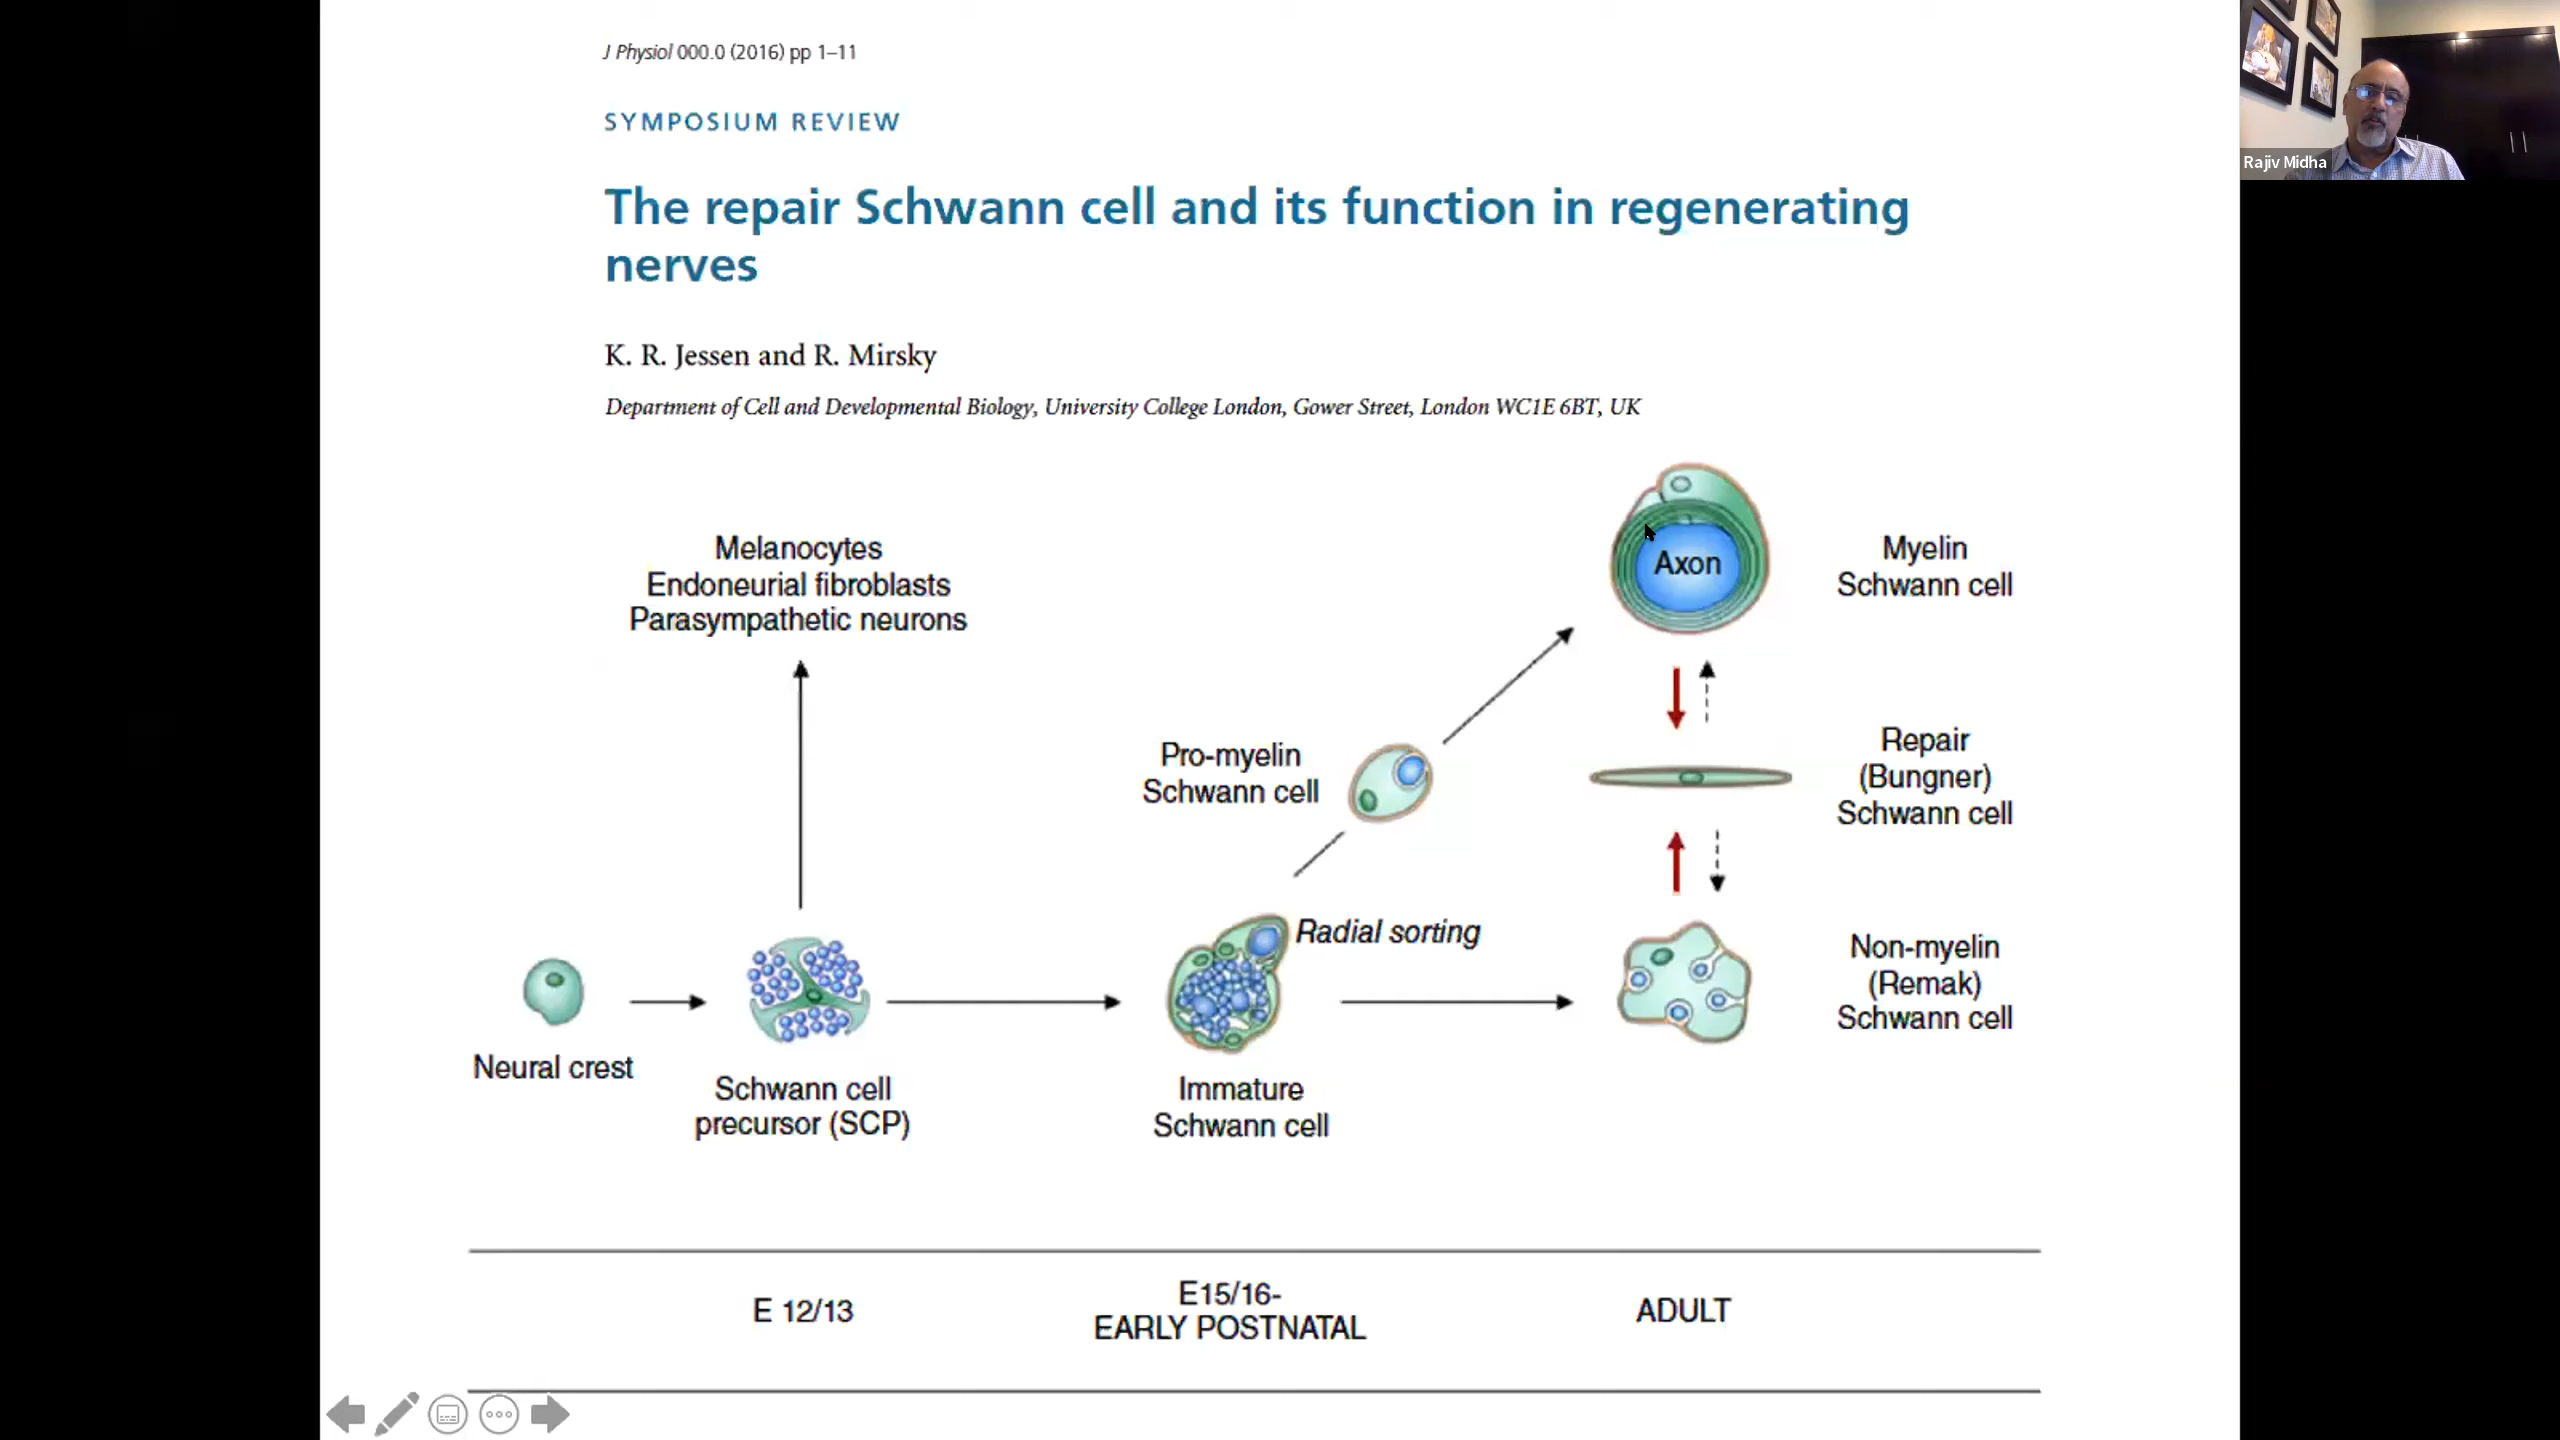 J Physiol 000.0 (2016) pp 1–11
Rajiv Midha
SYMPOSIUM REVIEW
The repair Schwann cell and its function in regenerating
nerves
K. R. Jessen and R. Mirsky
Department of Cell and Developmental Biology, University College London, Gower Street, London WC1E 6BT, UK
Melanocytes
Endoneurial fibroblasts
Parasympathetic neurons
Axon
Myelin
Schwann cell
Pro-myelin
Schwann cell
Repair
(Bungner)
Schwann cell
Radial sorting
Non-myelin
(Remak)
Schwann cell
Neural crest
Schwann cell
precursor (SCP)
Immature
Schwann cell
E 12/13
E15/16-
EARLY POSTNATAL
ADULT